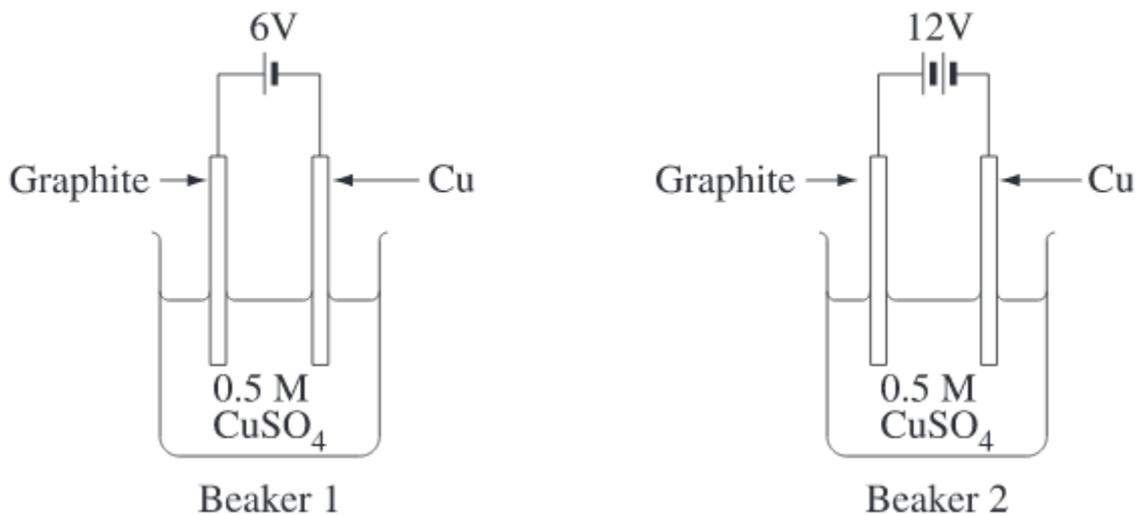 6V
12V
Graphite
Cu
Graphite
Cu
0.5 M
CuSO4
0.5 M
CuSO4
Beaker 1
Beaker 2